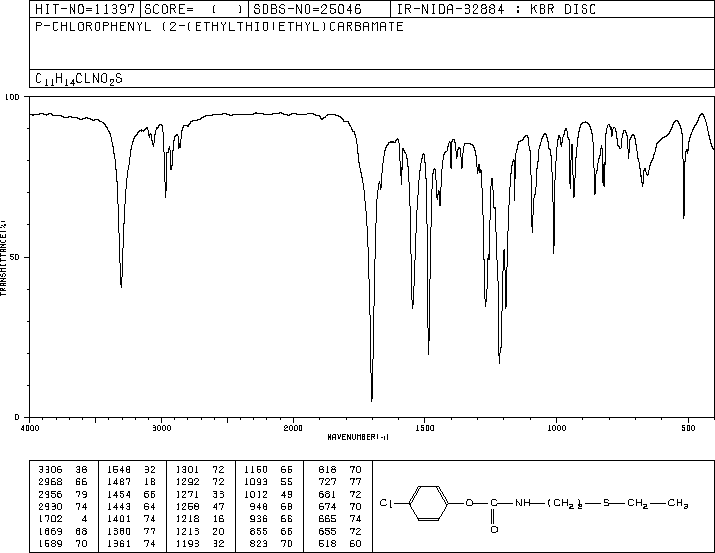 HIT-NO=11397 SCORE= ( ) SDBS-NO=25046 IR-NIDA-32884 : KBR DISC
P-CHLOROPHENYL (2-(ETHYLTHIO)ETHYL)CARBAMATE
C11H14CLNO2S
100
50
0
TRANSMITTANCE(%)
4000 3000 2000 1500 1000 500
WAVENUMBER(-1)
3306 38 1548 32 1301 72 1160 66 818 70
2968 66 1487 18 1292 72 1093 55 727 77
2956 79 1454 66 1271 33 1012 49 681 72
2930 74 1443 64 1258 47 948 68 674 70
1702 4 1401 74 1218 16 936 66 665 74
1669 68 1380 77 1213 20 855 66 655 72
1589 70 1361 74 1193 32 823 70 518 60
Cl O C NH (CH2)2 S CH2 CH3
O